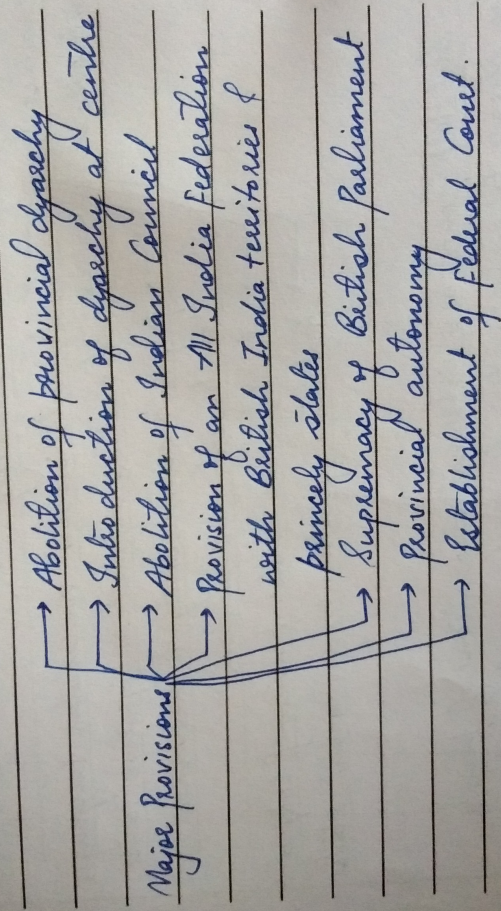 Abolition of provincial dyarchy
Introduction of dyarchy at centre
Major Provisions → Abolition of Indian Council
Provision of an All India Federation
with British India territories &
princely states
Supremacy of British Parliament
Provincial autonomy
Establishment of Federal Court.